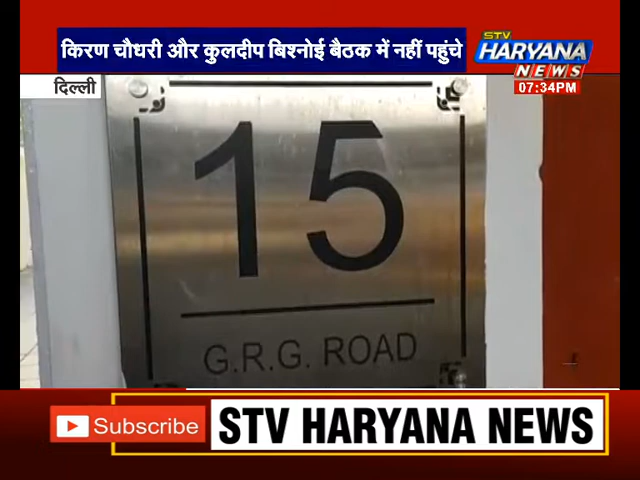 किरण चौधरी और कुलदीप बिश्नोई बैठक में नहीं पहुंचे
STV
HARYANA
NEWS
07:34PM
दिल्ली
15
G.R.G. ROAD
Subscribe
STV HARYANA NEWS